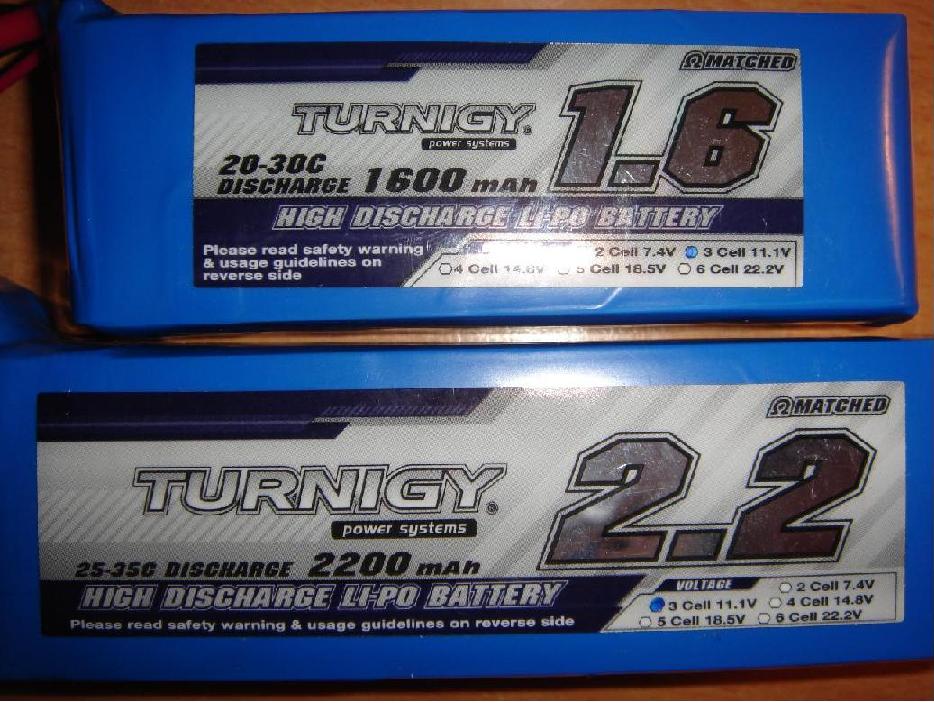 ΩMATCHED
TURNIGY®
power systems
1.6
20-30C
DISCHARGE 1600 mAh
HIGH DISCHARGE LI-PO BATTERY
Please read safety warning
& usage guidelines on
reverse side
2 Cell 7.4V 3 Cell 11.1V
4 Cell 14.8V 5 Cell 18.5V 6 Cell 22.2V
ΩMATCHED
TURNIGY®
power systems
2.2
25-35C DISCHARGE 2200 mAh
HIGH DISCHARGE LI-PO BATTERY
Please read safety warning & usage guidelines on reverse side
VOLTAGE 2 Cell 7.4V
3 Cell 11.1V 4 Cell 14.8V
5 Cell 18.5V 6 Cell 22.2V